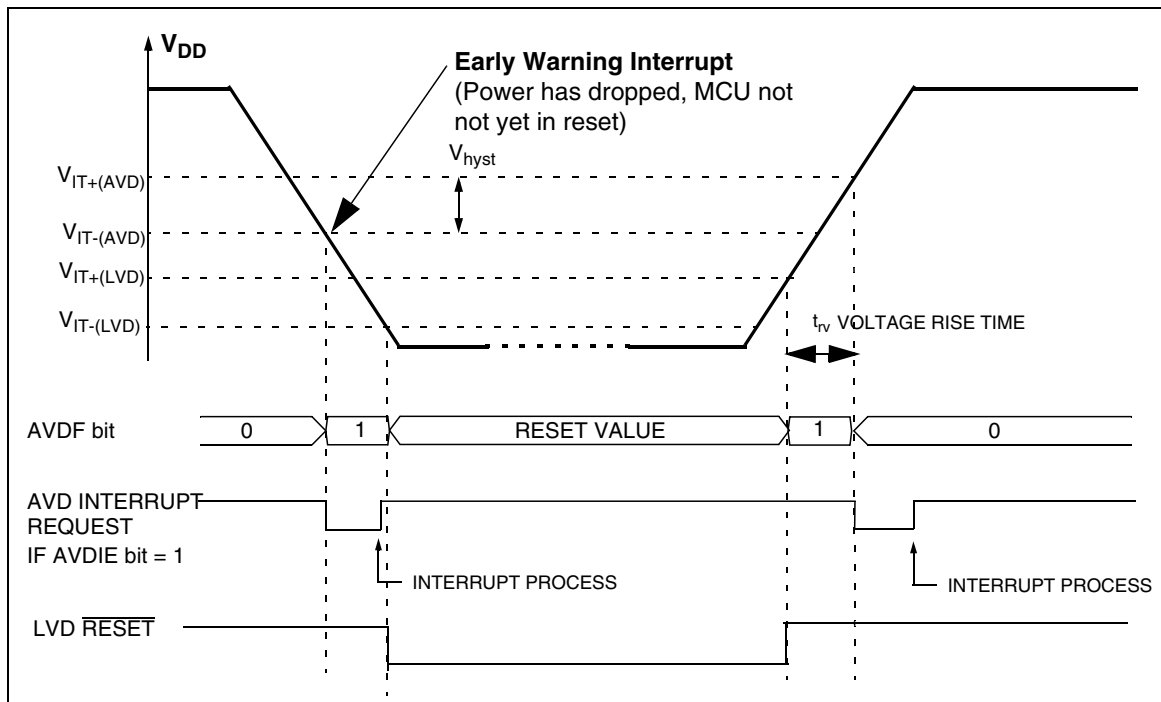 VDD
Early Warning Interrupt
(Power has dropped, MCU not
not yet in reset)
Vhyst
VIT+(AVD)
VIT-(AVD)
VIT+(LVD)
VIT-(LVD)
trv VOLTAGE RISE TIME
AVDF bit
0
1
RESET VALUE
1
0
AVD INTERRUPT
REQUEST
IF AVDIE bit = 1
INTERRUPT PROCESS
INTERRUPT PROCESS
LVD RESET